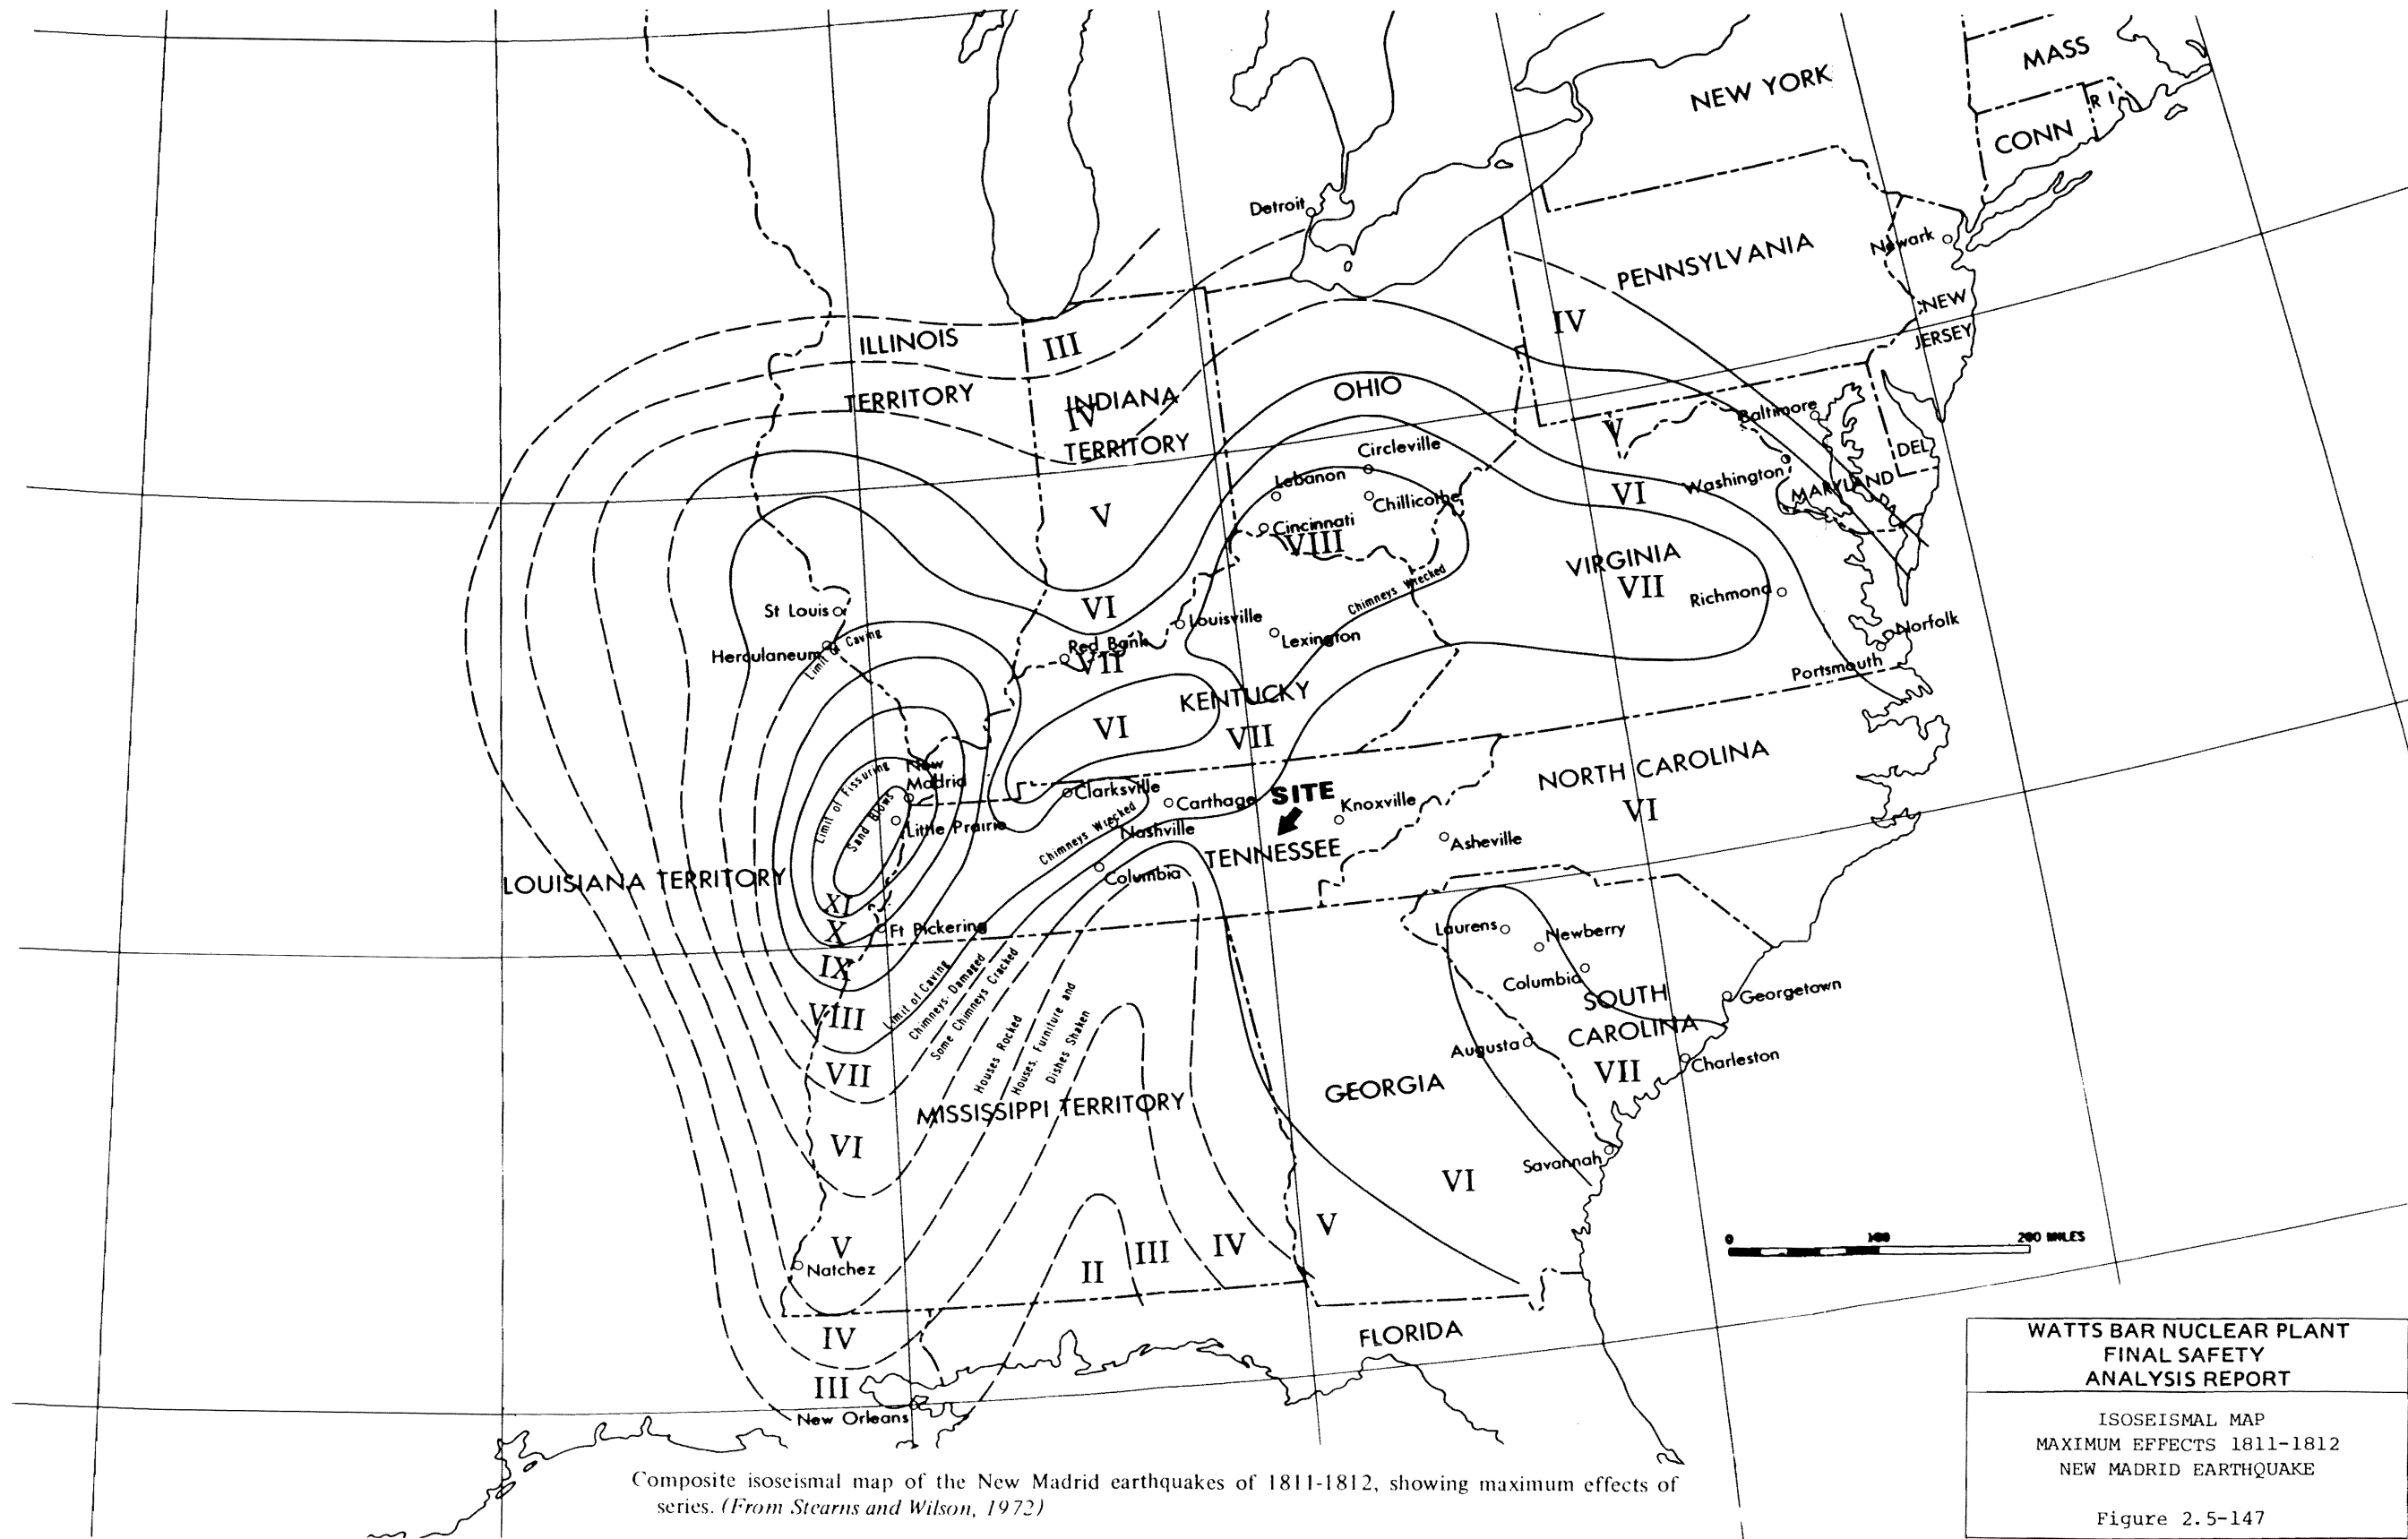 MASS
NEW YORK
R I
CONN
Detroit
PENNSYLVANIA
Newark
NEW
JERSEY
ILLINOIS
III
IV
TERRITORY
INDIANA
IV
TERRITORY
OHIO
Baltimore
V
DEL
Circleville
Lebanon
Washington
MARYLAND
VI
Chillicothe
V
Cincinnati
VIII
VIRGINIA
VII
Richmond
Chimneys Wrecked
St Louis
VI
Louisville
Lexington
Norfolk
Herculaneum
Limit of Caving
Red Bank
VII
Portsmouth
KENTUCKY
VI
VII
NORTH CAROLINA
VI
New
Madrid
Limit of Fissuring
Sand Blows
Little Prairie
Clarksville
Carthage
SITE
Knoxville
Chimneys Wrecked
Nashville
Asheville
TENNESSEE
Columbia
LOUISIANA TERRITORY
XI
X
Ft Pickering
IX
VIII
Limit of Caving
Chimneys Damaged
Some Chimneys Cracked
Houses Rocked
Houses, Furniture and
Dishes Shaken
Laurens
Newberry
Columbia
SOUTH
CAROLINA
Georgetown
Augusta
Charleston
VII
VII
GEORGIA
MISSISSIPPI TERRITORY
VI
Savannah
VI
V
V
Natchez
II
III
IV
0 100 200 MILES
IV
FLORIDA
III
New Orleans
Composite isoseismal map of the New Madrid earthquakes of 1811-1812, showing maximum effects of
series. (From Stearns and Wilson, 1972)
WATTS BAR NUCLEAR PLANT
FINAL SAFETY
ANALYSIS REPORT
ISOSEISMAL MAP
MAXIMUM EFFECTS 1811-1812
NEW MADRID EARTHQUAKE
Figure 2.5-147